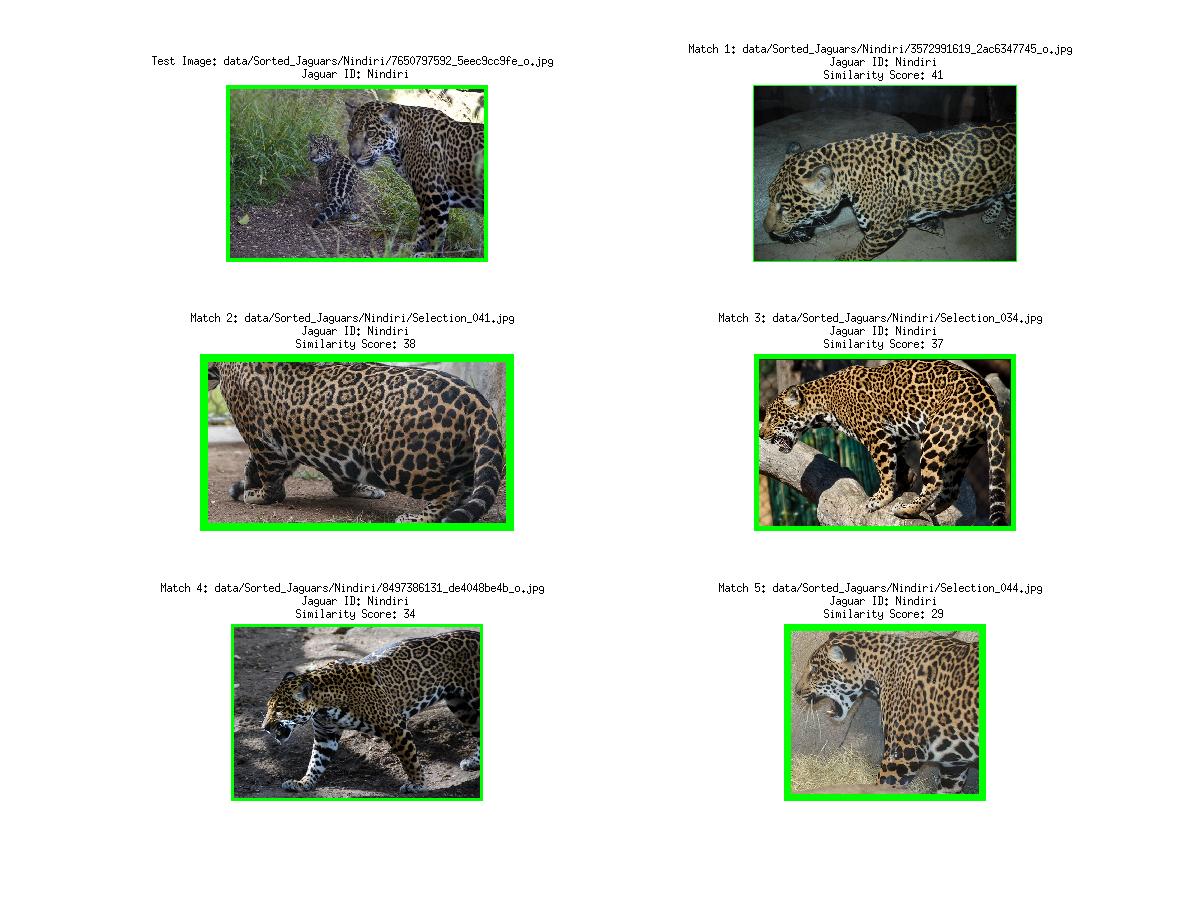 Test Image: data/Sorted_Jaguars/Nindiri/7650797592_5eec9cc9fe_o.jpg
Jaguar ID: Nindiri
Match 1: data/Sorted_Jaguars/Nindiri/3572991619_2ac6347745_o.jpg
Jaguar ID: Nindiri
Similarity Score: 41
Match 2: data/Sorted_Jaguars/Nindiri/Selection_041.jpg
Jaguar ID: Nindiri
Similarity Score: 38
Match 3: data/Sorted_Jaguars/Nindiri/Selection_034.jpg
Jaguar ID: Nindiri
Similarity Score: 37
Match 4: data/Sorted_Jaguars/Nindiri/8497386131_de4048be4b_o.jpg
Jaguar ID: Nindiri
Similarity Score: 34
Match 5: data/Sorted_Jaguars/Nindiri/Selection_044.jpg
Jaguar ID: Nindiri
Similarity Score: 29